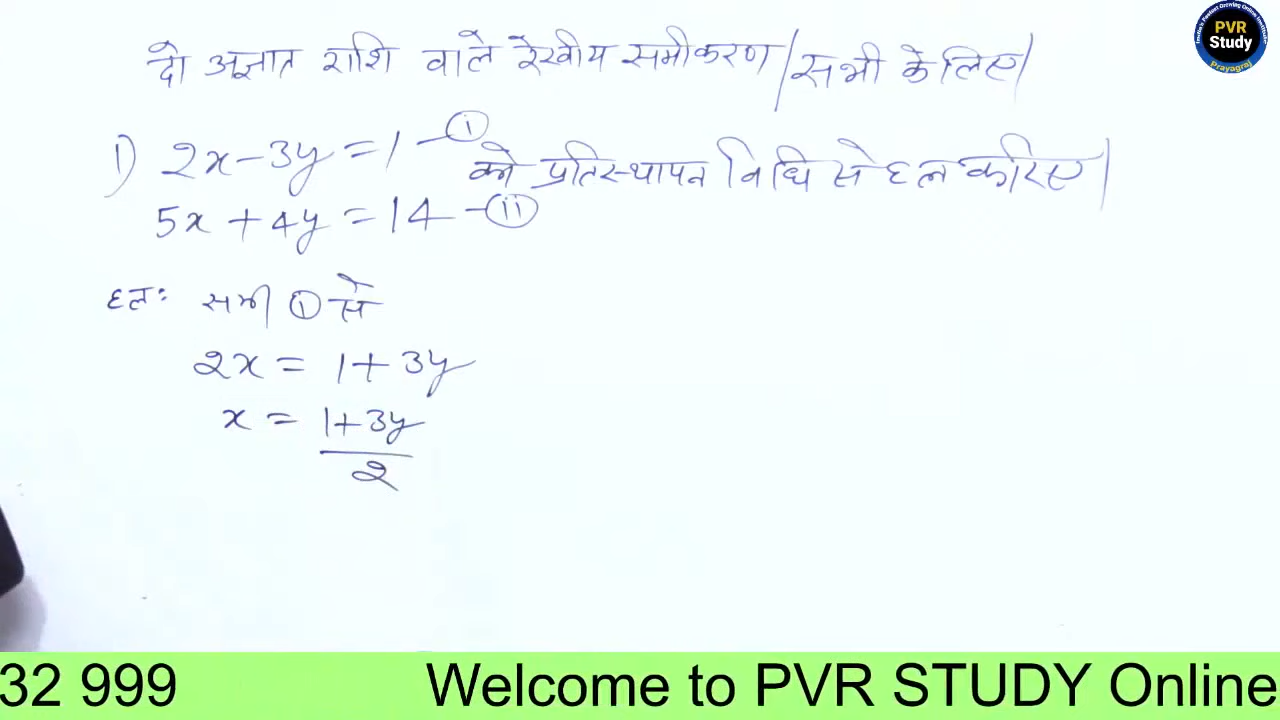 दो अज्ञात राशि वाले रेखीय समीकरण / सभी के लिए /
1) 2x-3y=1 -(i)
को प्रतिस्थापन विधि से हल करिए |
5x+4y=14 -(ii)
हल: समी (i) से
2x = 1+3y
x = 1+3y
2
PVR
Study
Prayagraj
32 999 Welcome to PVR STUDY Online